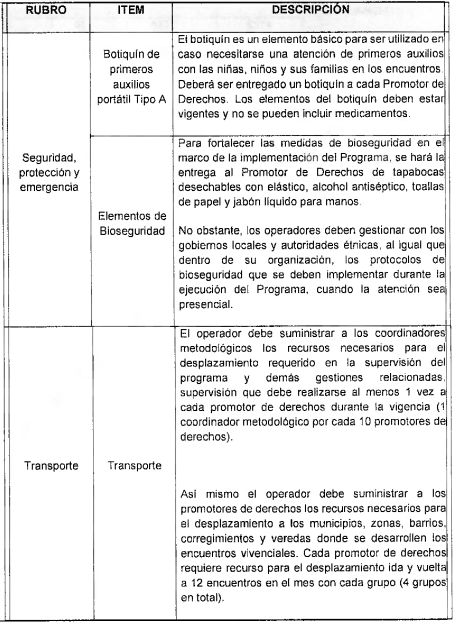 RUBRO ITEM DESCRIPCIÓN
Botiquín de
primeros
auxilios
portátil Tipo A
El botiquín es un elemento básico para ser utilizado en
caso necesitarse una atención de primeros auxilios
con las niñas, niños y sus familias en los encuentros.
Deberá ser entregado un botiquín a cada Promotor de
Derechos. Los elementos del botiquín deben estar
vigentes y no se pueden incluir medicamentos.
Seguridad,
protección y
emergencia
Elementos de
Bioseguridad
Para fortalecer las medidas de bioseguridad en el
marco de la implementación del Programa, se hará la
entrega al Promotor de Derechos de tapabocas
desechables con elástico, alcohol antiséptico, toallas
de papel y jabón líquido para manos.
No obstante, los operadores deben gestionar con los
gobiernos locales y autoridades étnicas, al igual que
dentro de su organización, los protocolos de
bioseguridad que se deben implementar durante la
ejecución del Programa, cuando la atención sea
presencial.
Transporte
Transporte
El operador debe suministrar a los coordinadores
metodológicos los recursos necesarios para el
desplazamiento requerido en la supervisión del
programa y demás gestiones relacionadas,
supervisión que debe realizarse al menos 1 vez a
cada promotor de derechos durante la vigencia (1
coordinador metodológico por cada 10 promotores de
derechos).
Así mismo el operador debe suministrar a los
promotores de derechos los recursos necesarios para
el desplazamiento a los municipios, zonas, barrios,
corregimientos y veredas donde se desarrollen los
encuentros vivenciales. Cada promotor de derechos
requiere recurso para el desplazamiento ida y vuelta
a 12 encuentros en el mes con cada grupo (4 grupos
en total).